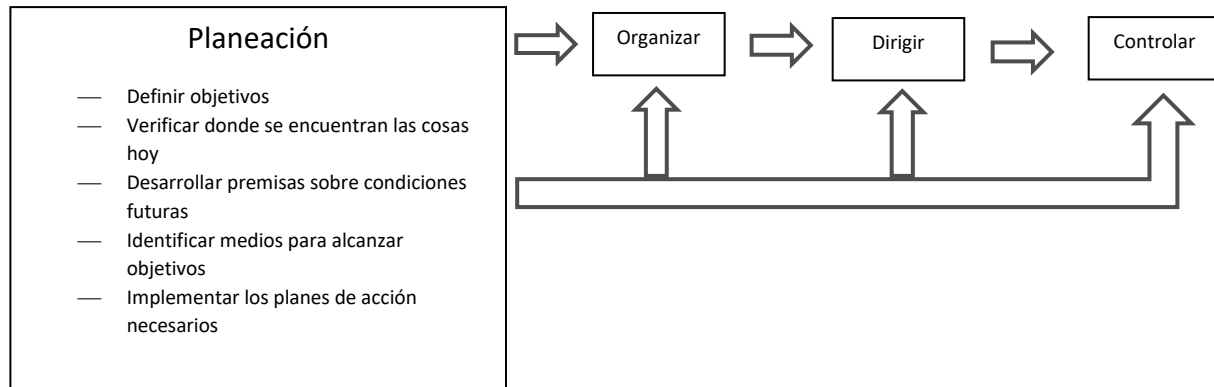 Planeación
— Definir objetivos
— Verificar donde se encuentran las cosas
hoy
— Desarrollar premisas sobre condiciones
futuras
— Identificar medios para alcanzar
objetivos
— Implementar los planes de acción
necesarios
Organizar
Dirigir
Controlar